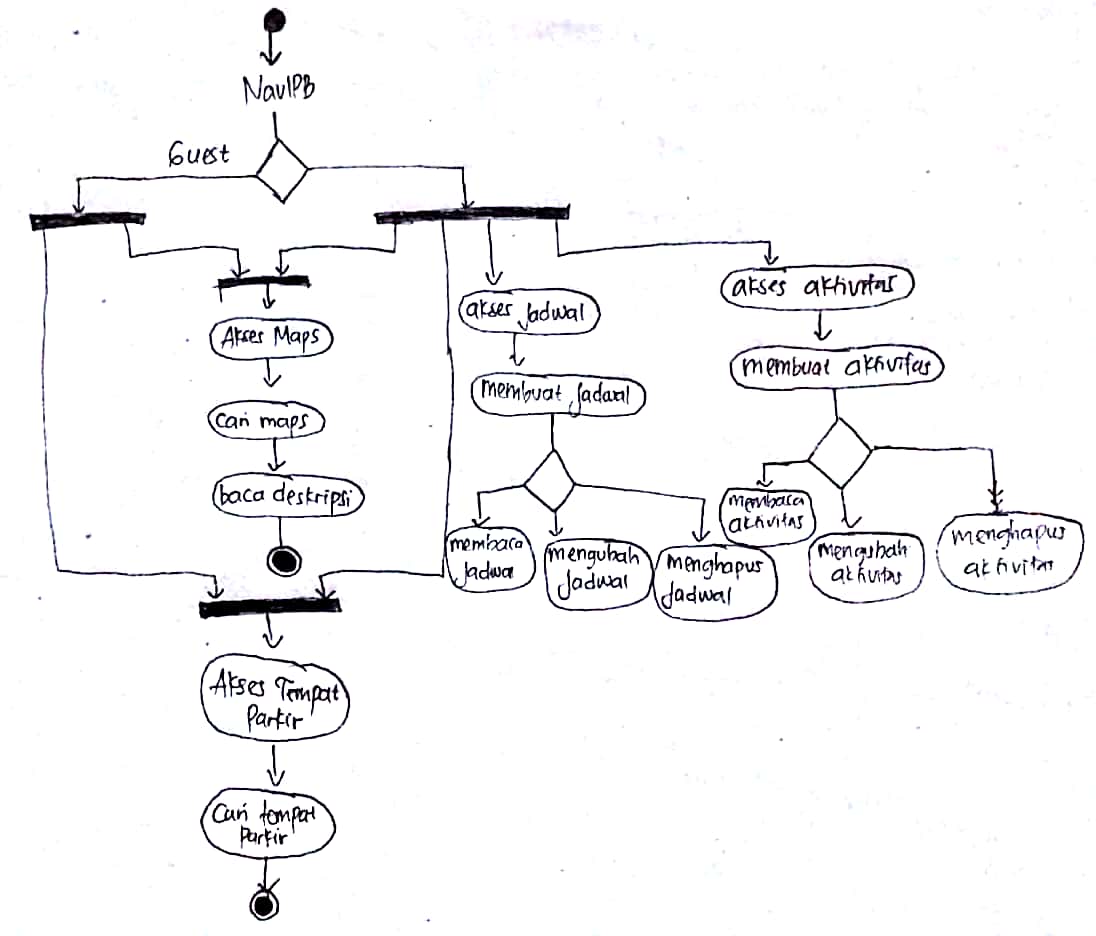 NavIPB
Guest
Akses Maps
cari maps
baca deskripsi
Akses Tempat
Parkir
Cari tempat
Parkir
akses Jadwal
membuat Jadwal
membaca
Jadwal
mengubah
Jadwal
menghapus
Jadwal
akses aktivitas
membuat aktivitas
membaca
aktivitas
mengubah
aktivitas
menghapus
aktivitas